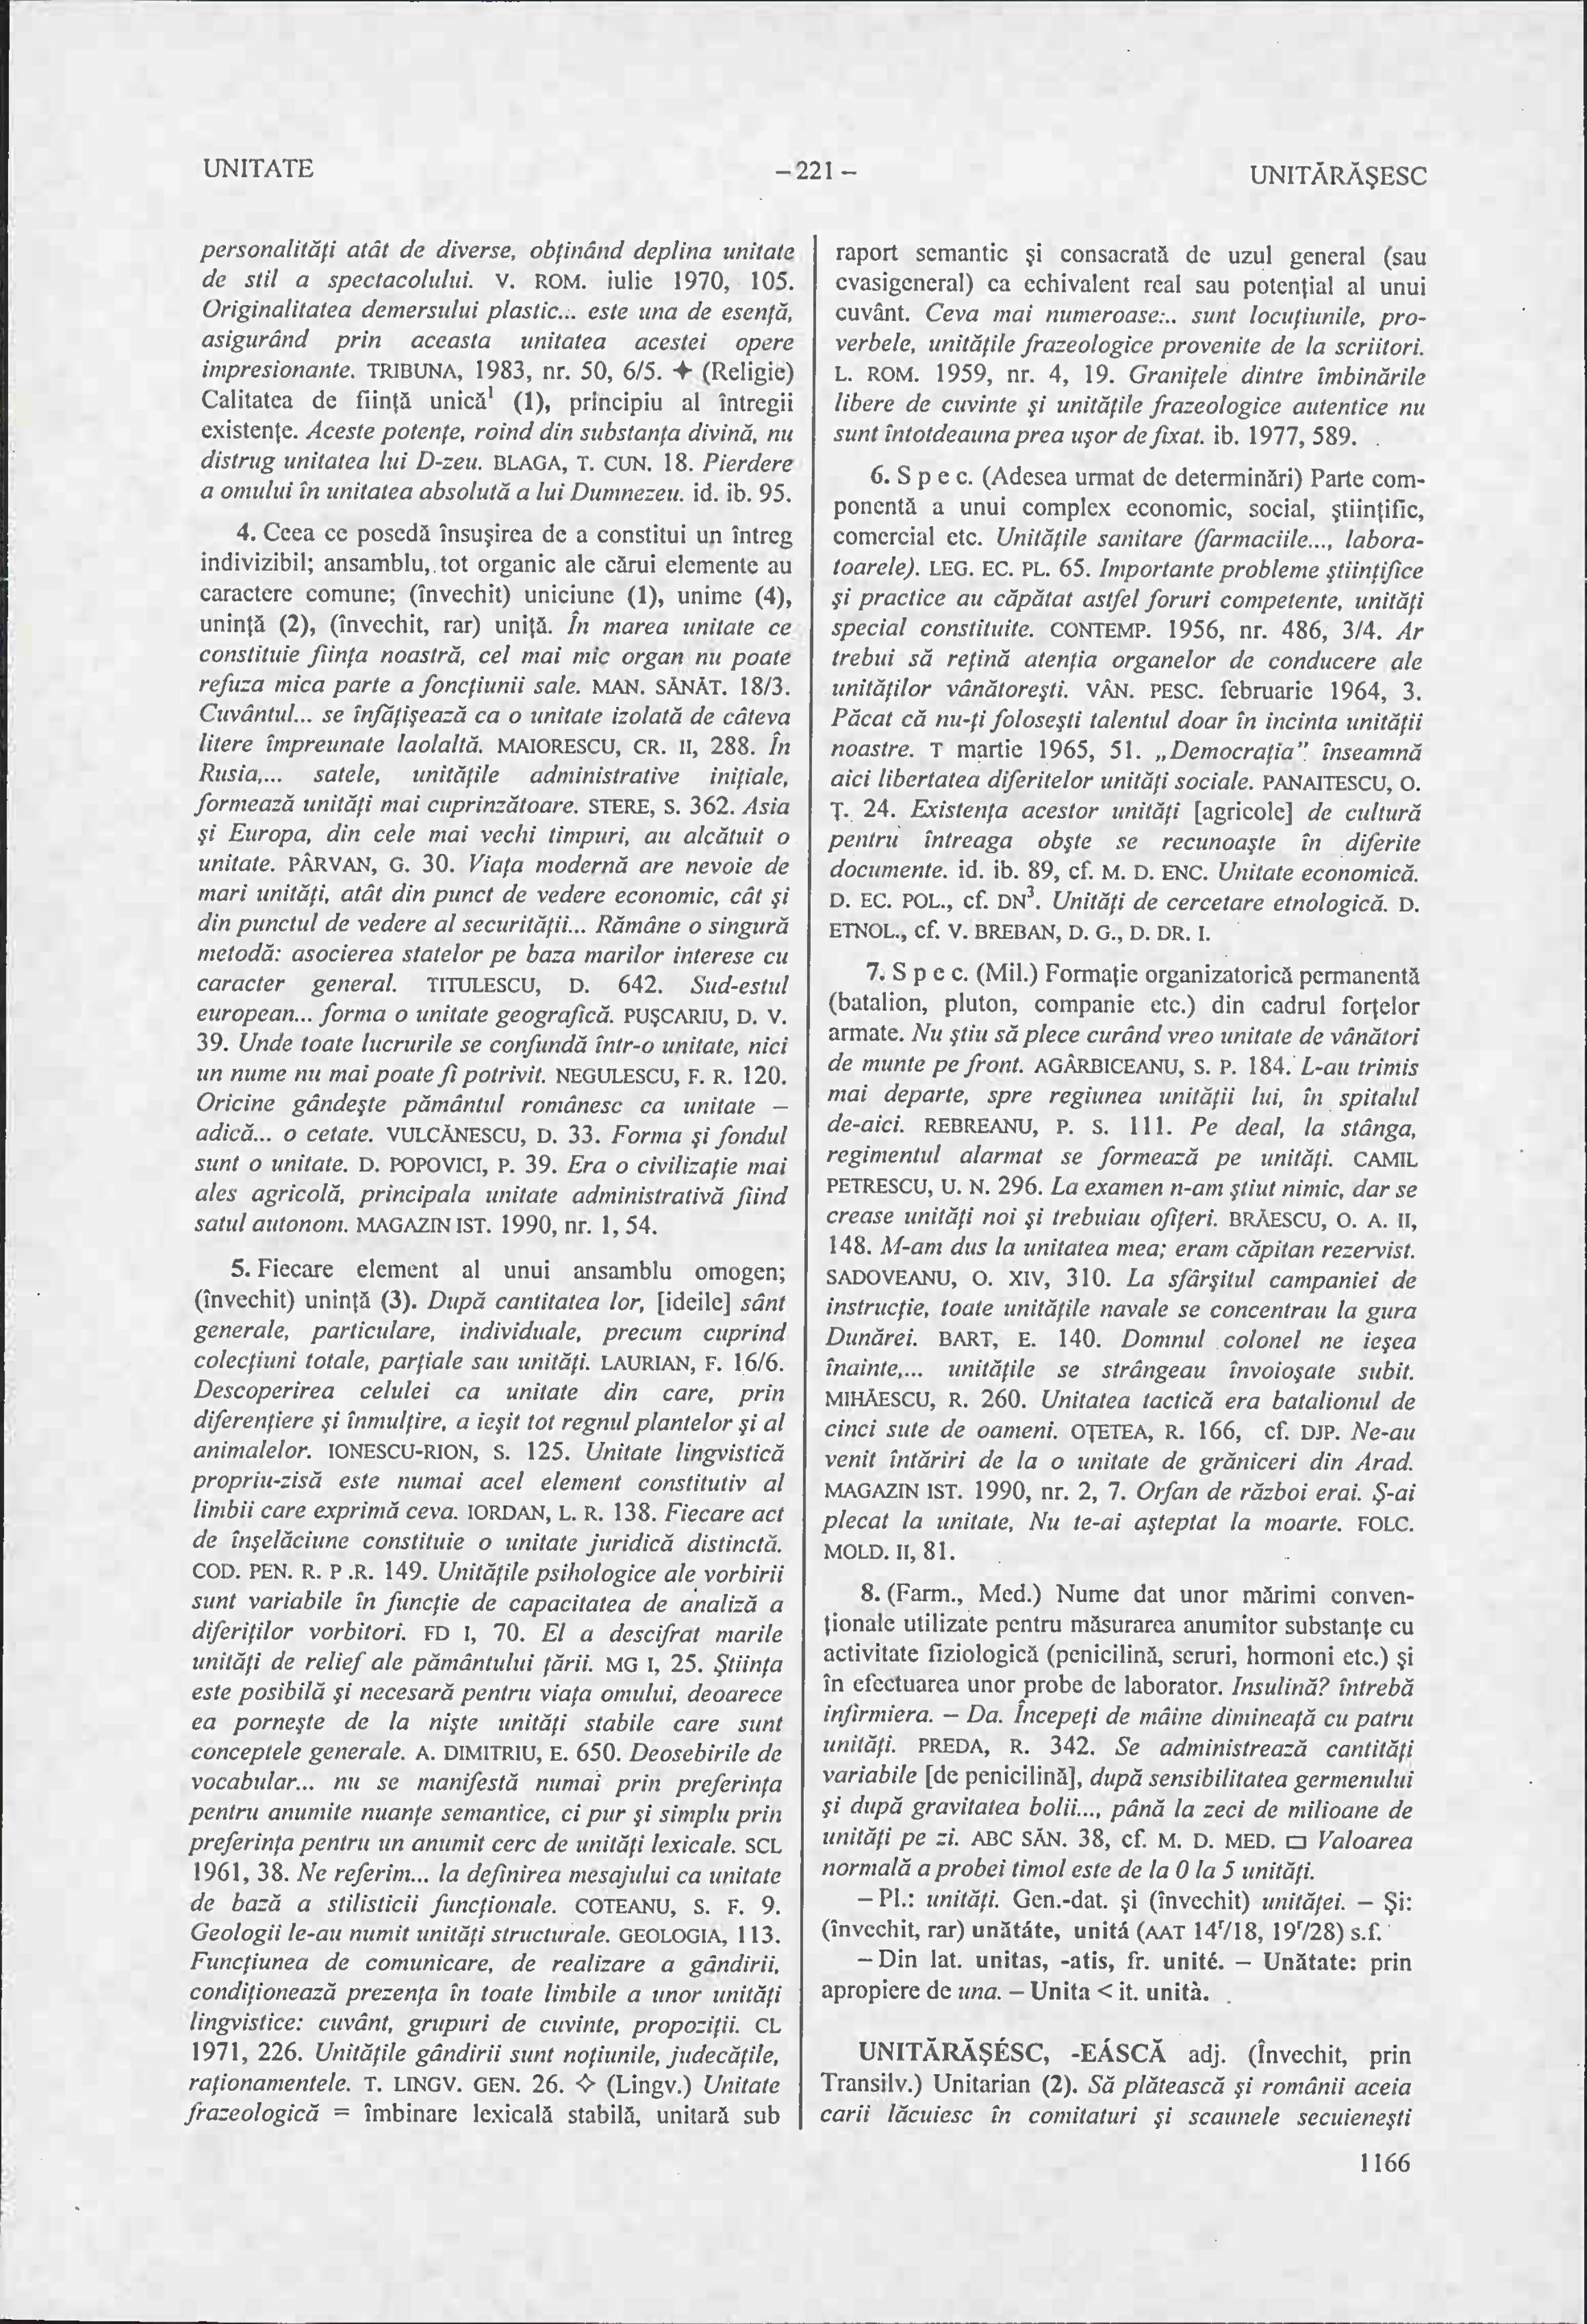 UNITATE
– 221 –
UNITĂRĂŞESC
personalităţi atât de diverse, obţinând deplina unitate
de stil a spectacolului. V. ROM. iulie 1970, 105.
Originalitatea demersului plastic... este una de esenţă,
asigurând prin aceasta unitatea acestei opere
impresionante. TRIBUNA, 1983, nr. 50, 6/5. ✦ (Religie)
Calitatea de fiinţă unică¹ (1), principiu al întregii
existenţe. Aceste potenţe, roind din substanţa divină, nu
distrug unitatea lui D-zeu. BLAGA, T. CUN. 18. Pierdere
a omului în unitatea absolută a lui Dumnezeu. id. ib. 95.
4. Ceea ce posedă însuşirea de a constitui un întreg
indivizibil; ansamblu, tot organic ale cărui elemente au
caractere comune; (învechit) uniciune (1), unime (4),
uninţă (2), (învechit, rar) uniţă. În marea unitate ce
constituie fiinţa noastră, cel mai mic organ nu poate
refuza mica parte a foncţiunii sale. MAN. SĂNĂT. 18/3.
Cuvântul... se înfăţişează ca o unitate izolată de câteva
litere împreunate laolaltă. MAIORESCU, CR. II, 288. În
Rusia,... satele, unităţile administrative iniţiale,
formează unităţi mai cuprinzătoare. STERE, S. 362. Asia
şi Europa, din cele mai vechi timpuri, au alcătuit o
unitate. PÂRVAN, G. 30. Viaţa modernă are nevoie de
mari unităţi, atât din punct de vedere economic, cât şi
din punctul de vedere al securităţii... Rămâne o singură
metodă: asocierea statelor pe baza marilor interese cu
caracter general. TITULESCU, D. 642. Sud-estul
european... forma o unitate geografică. PUŞCARIU, D. V.
39. Unde toate lucrurile se confundă într-o unitate, nici
un nume nu mai poate fi potrivit. NEGULESCU, F. R. 120.
Oricine gândeşte pământul românesc ca unitate –
adică... o cetate. VULCĂNESCU, D. 33. Forma şi fondul
sunt o unitate. D. POPOVICI, P. 39. Era o civilizaţie mai
ales agricolă, principala unitate administrativă fiind
satul autonom. MAGAZIN IST. 1990, nr. 1, 54.
5. Fiecare element al unui ansamblu omogen;
(învechit) uninţă (3). După cantitatea lor, [ideile] sânt
generale, particulare, individuale, precum cuprind
colecţiuni totale, parţiale sau unităţi. LAURIAN, F. 16/6.
Descoperirea celulei ca unitate din care, prin
diferenţiere şi înmulţire, a ieşit tot regnul plantelor şi al
animalelor. IONESCU-RION, S. 125. Unitate lingvistică
propriu-zisă este numai acel element constitutiv al
limbii care exprimă ceva. IORDAN, L. R. 138. Fiecare act
de înşelăciune constituie o unitate juridică distinctă.
COD. PEN. R. P .R. 149. Unităţile psihologice ale vorbirii
sunt variabile în funcţie de capacitatea de analiză a
diferiţilor vorbitori. FD I, 70. El a descifrat marile
unităţi de relief ale pământului ţării. MG I, 25. Ştiinţa
este posibilă şi necesară pentru viaţa omului, deoarece
ea porneşte de la nişte unităţi stabile care sunt
conceptele generale. A. DIMITRIU, E. 650. Deosebirile de
vocabular... nu se manifestă numai prin preferinţa
pentru anumite nuanţe semantice, ci pur şi simplu prin
preferinţa pentru un anumit cerc de unităţi lexicale. SCL
1961, 38. Ne referim... la definirea mesajului ca unitate
de bază a stilisticii funcţionale. COTEANU, S. F. 9.
Geologii le-au numit unităţi structurale. GEOLOGIA, 113.
Funcţiunea de comunicare, de realizare a gândirii,
condiţionează prezenţa în toate limbile a unor unităţi
lingvistice: cuvânt, grupuri de cuvinte, propoziţii. CL
1971, 226. Unităţile gândirii sunt noţiunile, judecăţile,
raţionamentele. T. LINGV. GEN. 26. ◇ (Lingv.) Unitate
frazeologică = îmbinare lexicală stabilă, unitară sub
raport semantic şi consacrată de uzul general (sau
cvasigeneral) ca echivalent real sau potenţial al unui
cuvânt. Ceva mai numeroase... sunt locuţiunile, pro-
verbele, unităţile frazeologice provenite de la scriitori.
L. ROM. 1959, nr. 4, 19. Graniţele dintre îmbinările
libere de cuvinte şi unităţile frazeologice autentice nu
sunt întotdeauna prea uşor de fixat. ib. 1977, 589.
6. Spec. (Adesea urmat de determinări) Parte com-
ponentă a unui complex economic, social, ştiinţific,
comercial etc. Unităţile sanitare (farmaciile..., labora-
toarele). LEG. EC. PL. 65. Importante probleme ştiinţifice
şi practice au căpătat astfel foruri competente, unităţi
special constituite. CONTEMP. 1956, nr. 486, 3/4. Ar
trebui să reţină atenţia organelor de conducere ale
unităţilor vânătoreşti. VÂN. PESC. februarie 1964, 3.
Păcat că nu-ţi foloseşti talentul doar în incinta unităţii
noastre. T martie 1965, 51. „Democraţia” înseamnă
aici libertatea diferitelor unităţi sociale. PANAITESCU, O.
Ţ. 24. Existenţa acestor unităţi [agricole] de cultură
pentru întreaga obşte se recunoaşte în diferite
documente. id. ib. 89, cf. M. D. ENC. Unitate economică.
D. EC. POL., cf. DN³. Unităţi de cercetare etnologică. D.
ETNOL., cf. V. BREBAN, D. G., D. DR. I.
7. Spec. (Mil.) Formaţie organizatorică permanentă
(batalion, pluton, companie etc.) din cadrul forţelor
armate. Nu ştiu să plece curând vreo unitate de vânători
de munte pe front. AGÂRBICEANU, S. P. 184. L-au trimis
mai departe, spre regiunea unităţii lui, în spitalul
de-aici. REBREANU, P. S. 111. Pe deal, la stânga,
regimentul alarmat se formează pe unităţi. CAMIL
PETRESCU, U. N. 296. La examen n-am ştiut nimic, dar se
crease unităţi noi şi trebuiau ofiţeri. BRĂESCU, O. A. II,
148. M-am dus la unitatea mea; eram căpitan rezervist.
SADOVEANU, O. XIV, 310. La sfârşitul campaniei de
instrucţie, toate unităţile navale se concentrau la gura
Dunărei. BART, E. 140. Domnul colonel ne ieşea
înainte,... unităţile se strângeau învoioşate subit.
MIHĂESCU, R. 260. Unitatea tactică era batalionul de
cinci sute de oameni. OŢETEA, R. 166, cf. DJP. Ne-au
venit întăriri de la o unitate de grăniceri din Arad.
MAGAZIN IST. 1990, nr. 2, 7. Orfan de război erai. Ş-ai
plecat la unitate, Nu te-ai aşteptat la moarte. FOLC.
MOLD. II, 81.
8. (Farm., Med.) Nume dat unor mărimi conven-
ţionale utilizate pentru măsurarea anumitor substanţe cu
activitate fiziologică (penicilină, seruri, hormoni etc.) şi
în efectuarea unor probe de laborator. Insulină? întrebă
infirmiera. – Da. Începeţi de mâine dimineaţă cu patru
unităţi. PREDA, R. 342. Se administrează cantităţi
variabile [de penicilină], după sensibilitatea germenului
şi după gravitatea bolii..., până la zeci de milioane de
unităţi pe zi. ABC SĂN. 38, cf. M. D. MED. □ Valoarea
normală a probei timol este de la 0 la 5 unităţi.
– Pl.: unităţi. Gen.-dat. şi (învechit) unităţei. – Şi:
(învechit, rar) unătáte, unitá (AAT 14ʳ/18, 19ʳ/28) s.f.
– Din lat. unitas, -atis, fr. unité. – Unătate: prin
apropiere de una. – Unita < it. unità.
UNITĂRĂŞÉSC, -EÁSCĂ adj. (Învechit, prin
Transilv.) Unitarian (2). Să plătească şi românii aceia
carii lăcuiesc în comitaturi şi scaunele secuieneşti
1166